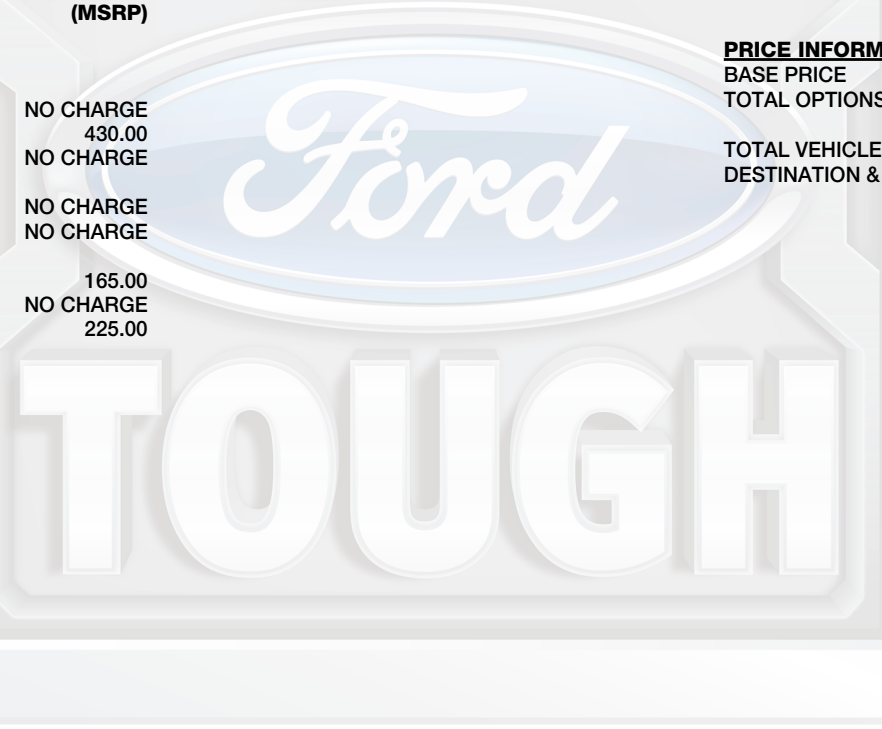 (MSRP)
NO CHARGE
430.00
NO CHARGE
NO CHARGE
NO CHARGE
165.00
NO CHARGE
225.00
PRICE INFORM
BASE PRICE
TOTAL OPTIONS
TOTAL VEHICLE
DESTINATION &
Ford
TOUGH